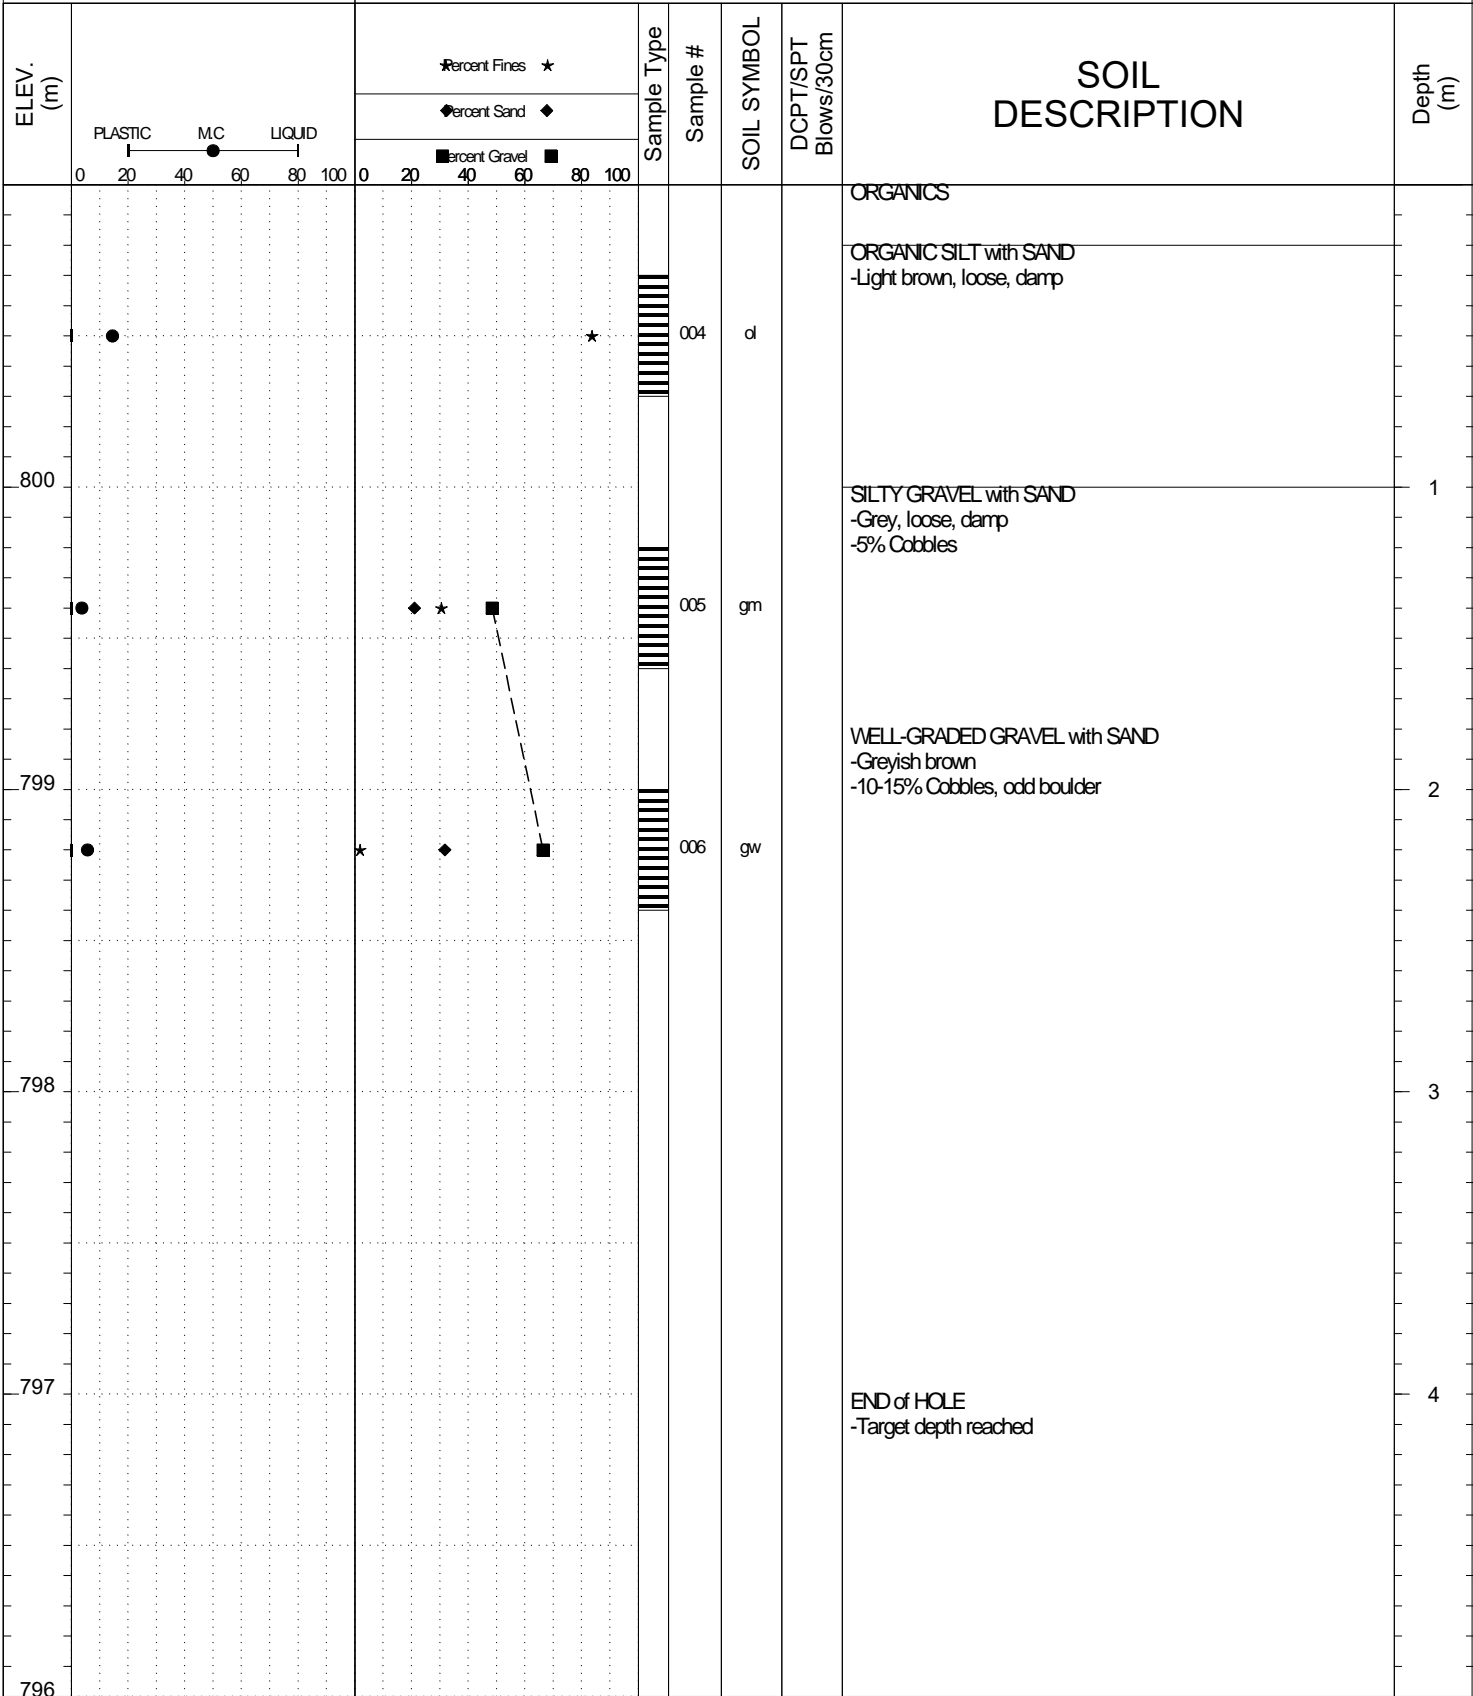 ELEV.
(m)
PLASTIC M.C LIQUID
0 20 40 60 80 100
Percent Fines
Percent Sand
Percent Gravel
0 20 40 60 80 100
Sample Type
Sample #
SOIL SYMBOL
DCPT/SPT
Blows/30cm
SOIL
DESCRIPTION
Depth
(m)
ORGANICS
ORGANIC SILT with SAND
-Light brown, loose, damp
004 ol
800
SILTY GRAVEL with SAND
1
-Grey, loose, damp
-5% Cobbles
005 gm
WELL-GRADED GRAVEL with SAND
-Greyish brown
799
-10-15% Cobbles, odd boulder
2
006 gw
798
3
797
4
END of HOLE
-Target depth reached
796